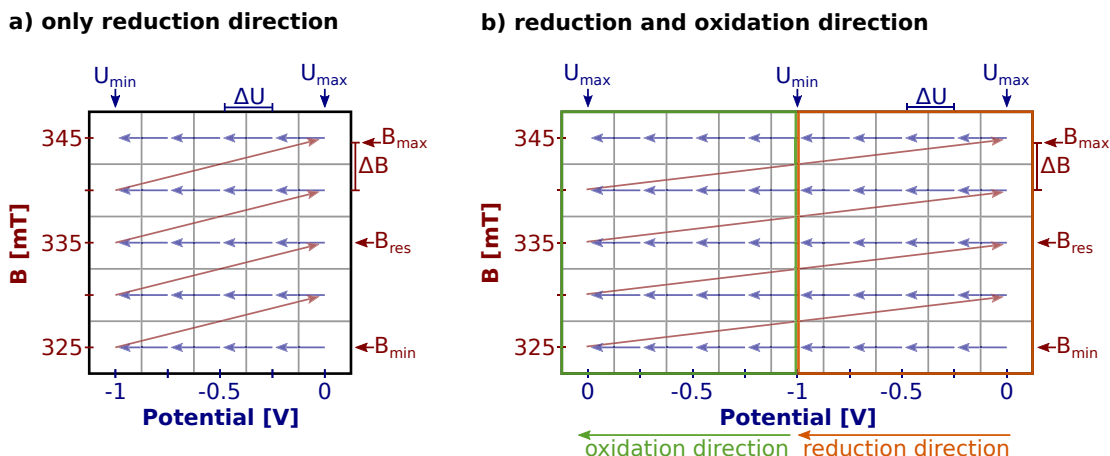 a) only reduction direction
b) reduction and oxidation direction
Umin
Umax
ΔU
345
335
325
B [mT]
Bmax
ΔB
Bres
Bmin
-1
-0.5
0
Potential [V]
Umax
Umin
Umax
ΔU
345
335
325
B [mT]
Bmax
ΔB
Bres
Bmin
0
-0.5
-1
-0.5
0
Potential [V]
oxidation direction
reduction direction